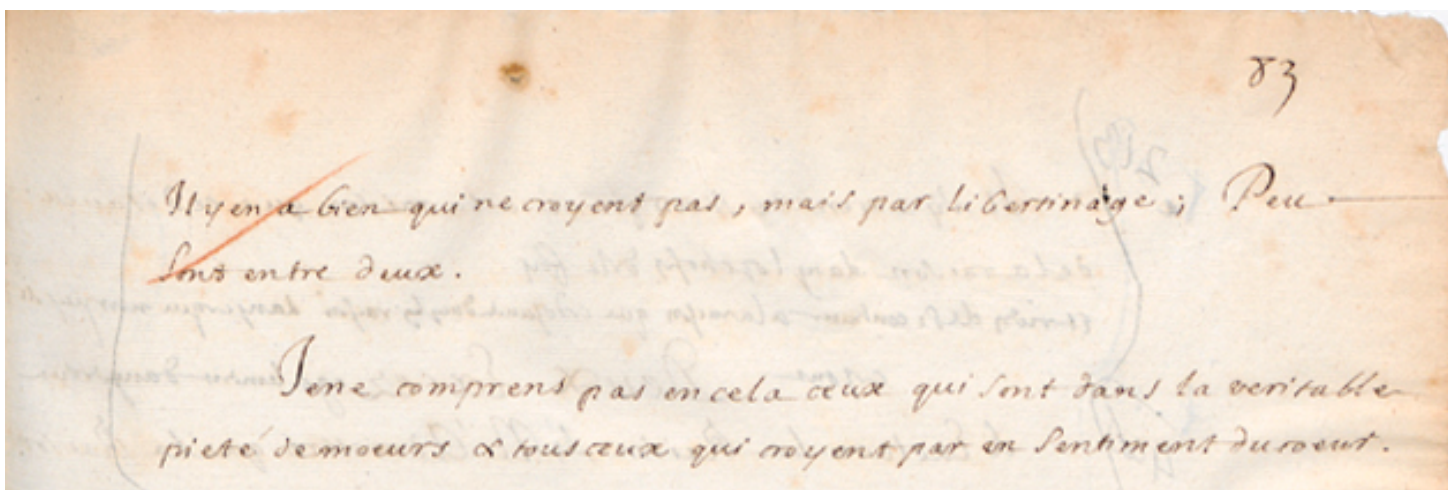 83
Il y en a bien qui ne croyent pas, mais par libertinage; Peu
sont entre deux.
Je ne comprens pas en cela ceux qui sont dans la veritable
pieté de moeurs & tous ceux qui croyent par en sentiment du coeur.